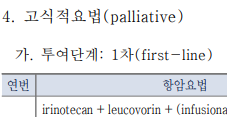 4. 고식적요법(palliative)
가. 투여단계: 1차(first-line)
연번 항암요법
irinotecan + leucovorin + (infusiona